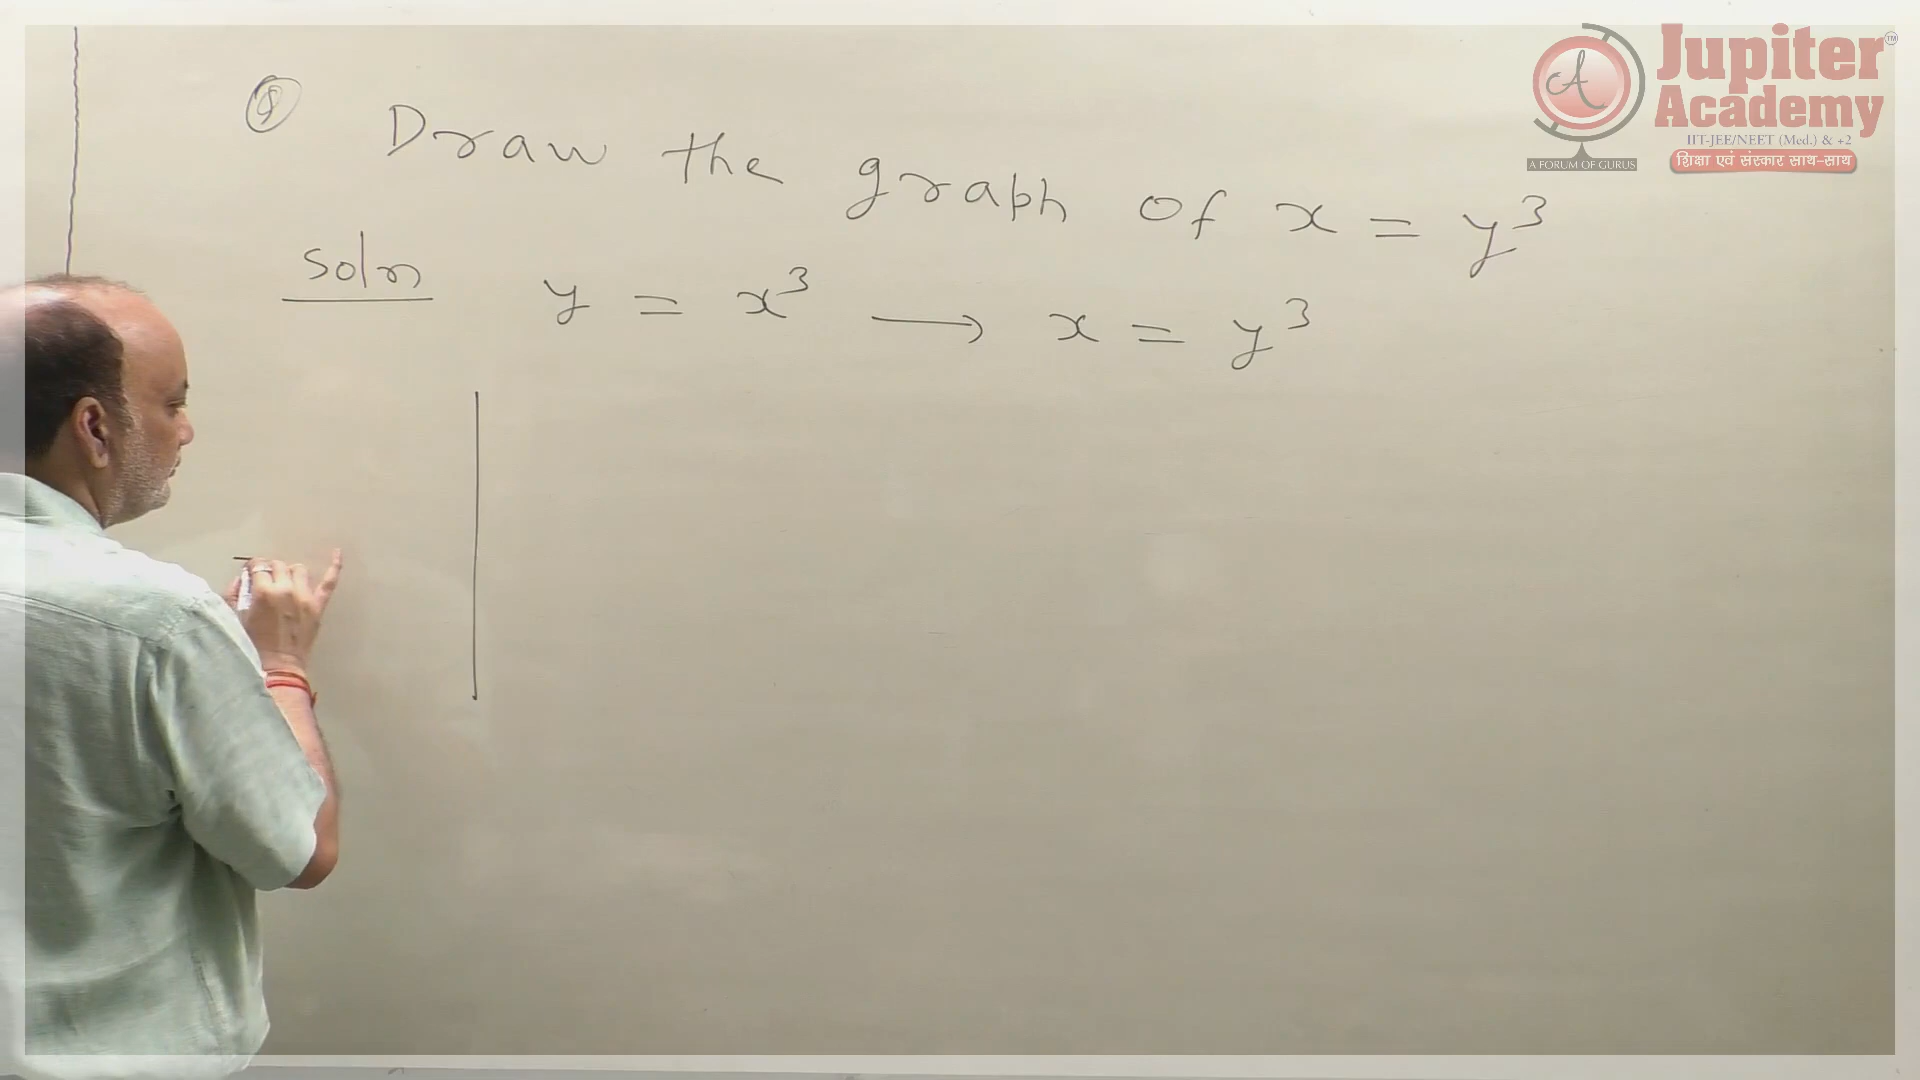 Q Draw the graph of x = y³
Soln y = x³ → x = y³
Jupiter
Academy
TM
IIT-JEE/NEET (Med.) & +2
शिक्षा एवं संस्कार साथ-साथ
A FORUM OF GURUS
A